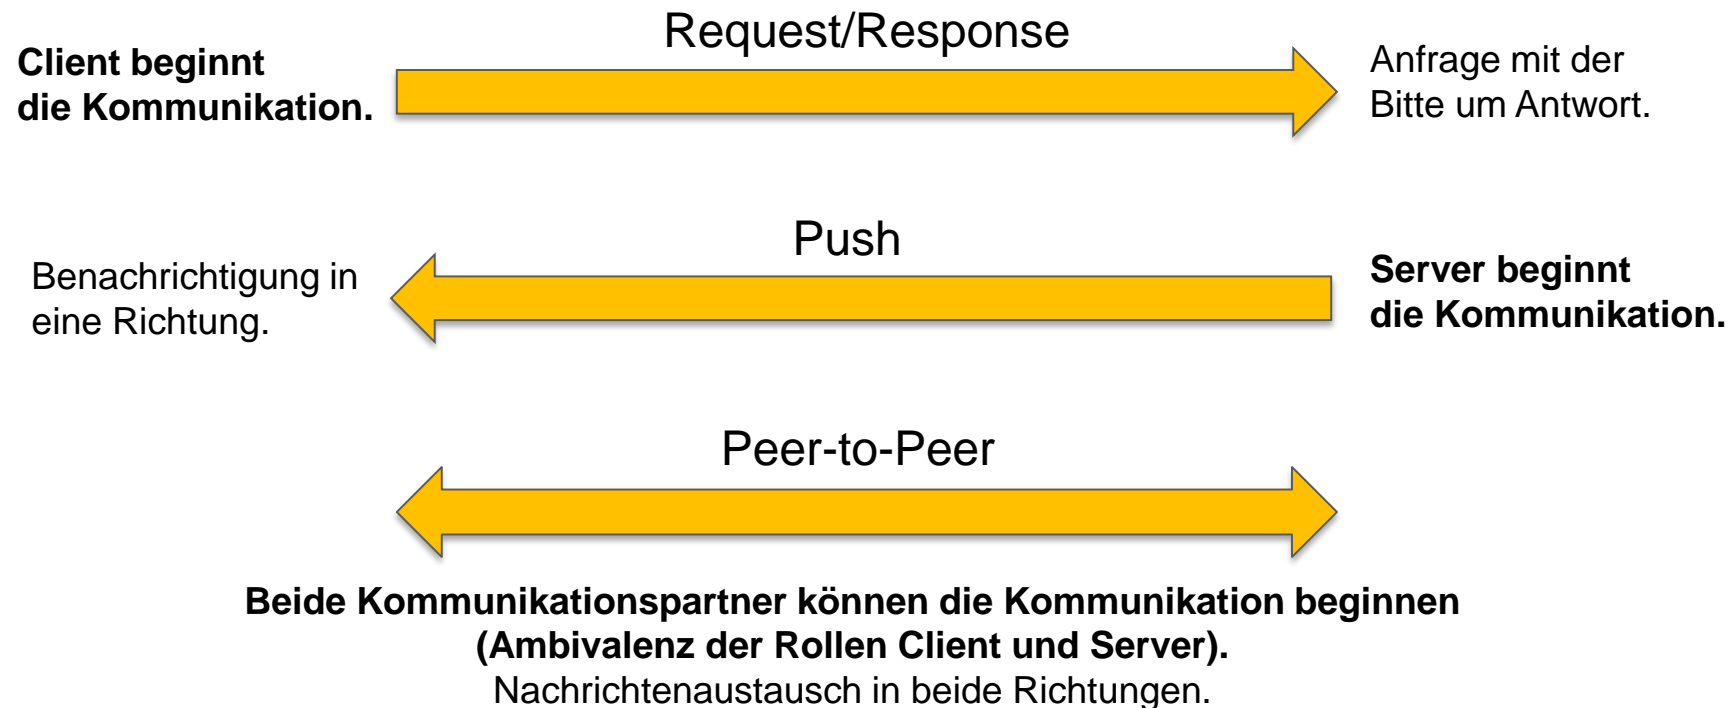 Request/Response
Client beginnt
die Kommunikation.
Anfrage mit der
Bitte um Antwort.
Push
Benachrichtigung in
eine Richtung.
Server beginnt
die Kommunikation.
Peer-to-Peer
Beide Kommunikationspartner können die Kommunikation beginnen
(Ambivalenz der Rollen Client und Server).
Nachrichtenaustausch in beide Richtungen.